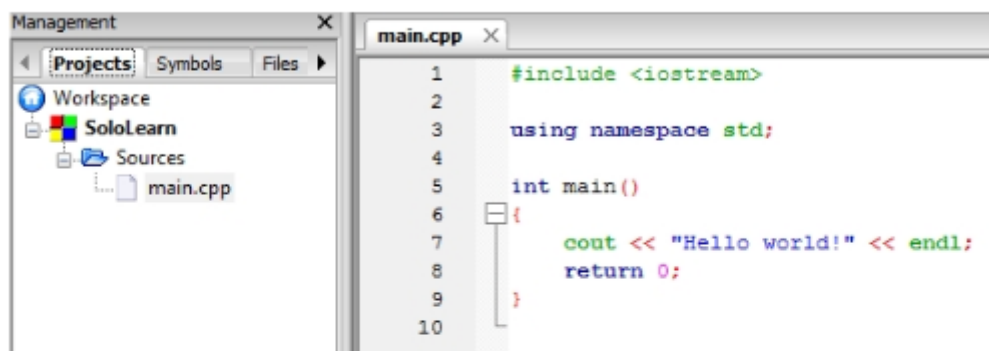 Management
Projects Symbols Files
Workspace
SoloLearn
Sources
main.cpp
main.cpp
1 #include <iostream>
2
3 using namespace std;
4
5 int main()
6 {
7 cout << "Hello world!" << endl;
8 return 0;
9 }
10